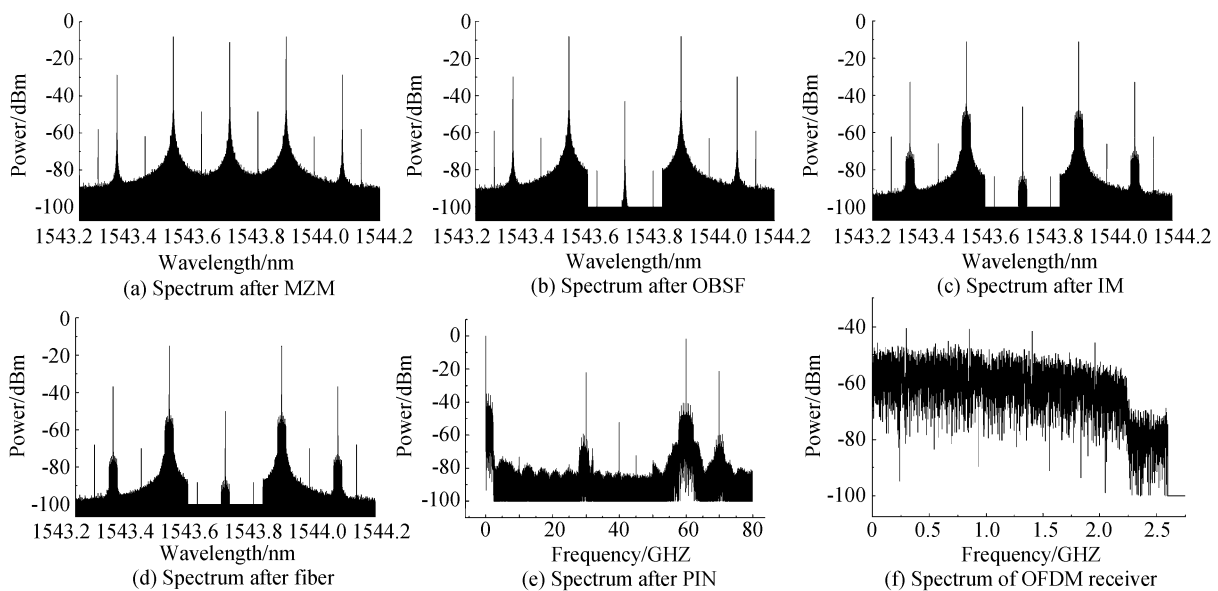 0
-20
-40
-60
-80
-100
Power/dBm
1543.2 1543.4 1543.6 1543.8 1544.0 1544.2
Wavelength/nm
(a) Spectrum after MZM
0
-20
-40
-60
-80
-100
Power/dBm
1543.2 1543.4 1543.6 1543.8 1544.0 1544.2
Wavelength/nm
(b) Spectrum after OBSF
0
-20
-40
-60
-80
-100
Power/dBm
1543.2 1543.4 1543.6 1543.8 1544.0 1544.2
Wavelength/nm
(c) Spectrum after IM
0
-20
-40
-60
-80
-100
Power/dBm
1543.2 1543.4 1543.6 1543.8 1544.0 1544.2
Wavelength/nm
(d) Spectrum after fiber
0
-20
-40
-60
-80
-100
Power/dBm
0 20 40 60 80
Frequency/GHZ
(e) Spectrum after PIN
-40
-60
-80
-100
Power/dBm
0 0.5 1.0 1.5 2.0 2.5
Frequency/GHZ
(f) Spectrum of OFDM receiver